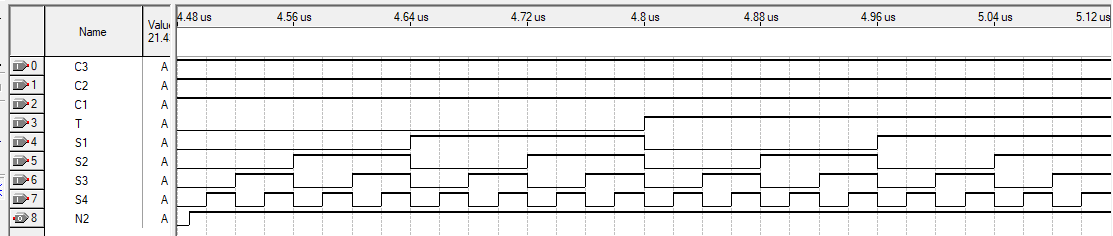 4.48 us 4.56 us 4.64 us 4.72 us 4.8 us 4.88 us 4.96 us 5.04 us 5.12 us
Name
Valu
21.4
0 C3 A
1 C2 A
2 C1 A
3 T A
4 S1 A
5 S2 A
6 S3 A
7 S4 A
8 N2 A